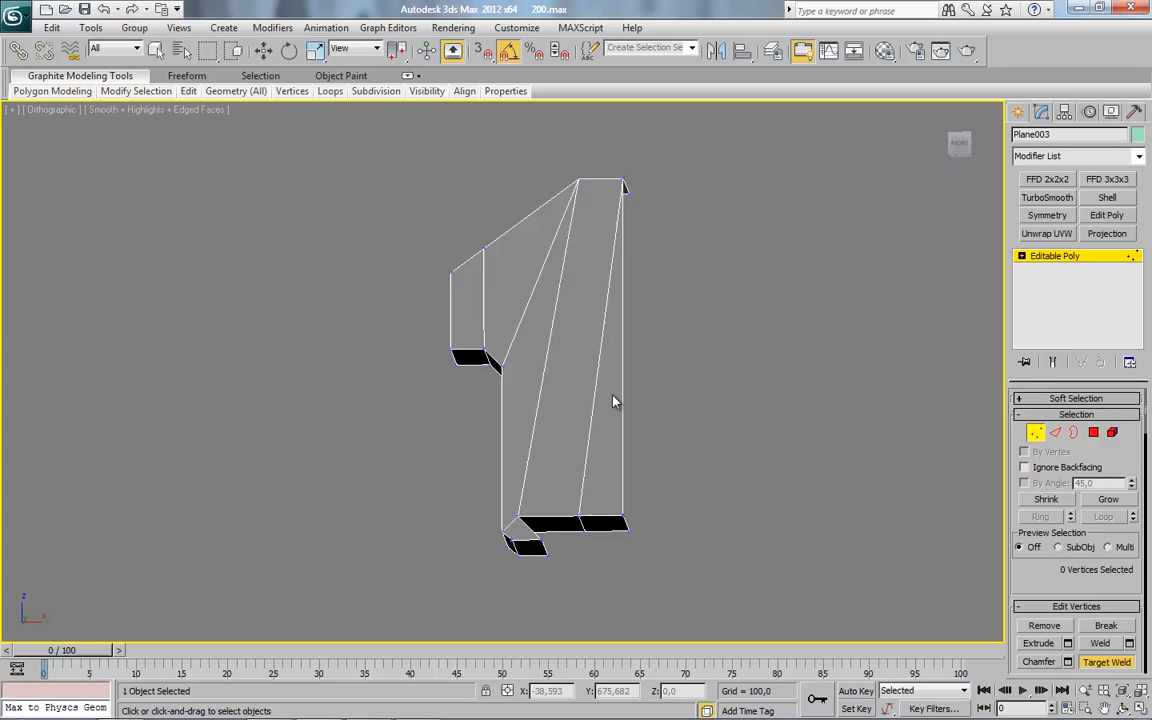 Autodesk 3ds Max 2012 x64    200.max
Type a keyword or phrase
Edit Tools Group Views Create Modifiers Animation Graph Editors Rendering Customize MAXScript Help
All View 3 Create Selection Se
Graphite Modeling Tools Freeform Selection Object Paint
Polygon Modeling Modify Selection Edit Geometry (All) Vertices Loops Subdivision Visibility Align Properties
[ + ] [ Orthographic ] [ Smooth + Highlights + Edged Faces ]
FRONT
Plane003
Modifier List
FFD 2x2x2 FFD 3x3x3
TurboSmooth Shell
Symmetry Edit Poly
Unwrap UVW Projection
Editable Poly
+ Soft Selection
- Selection
By Vertex
Ignore Backfacing
By Angle: 45,0
Shrink Grow
Ring Loop
Preview Selection
Off SubObj Multi
0 Vertices Selected
- Edit Vertices
Remove Break
Extrude Weld
Chamfer Target Weld
z
x
< 0 / 100 >
0 5 10 15 20 25 30 35 40 45 50 55 60 65 70 75 80 85 90 95 100
1 Object Selected X: -38,593 Y: 675,682 Z: 0,0 Grid = 100,0 Auto Key Selected
Max to Physcs Geom Click or click-and-drag to select objects Add Time Tag Set Key Key Filters... 0